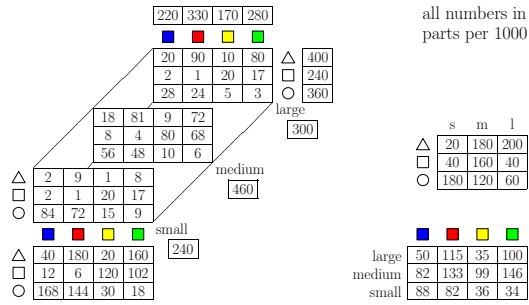 220 330 170 280
all numbers in
parts per 1000
20 90 10 80 400
2 1 20 17 240
28 24 5 3 360
large
300
18 81 9 72
8 4 80 68
56 48 10 6
s m l
20 180 200
40 160 40
180 120 60
medium
460
2 9 1 8
2 1 20 17
84 72 15 9
small
240
40 180 20 160
12 6 120 102
168 144 30 18
large 50 115 35 100
medium 82 133 99 146
small 88 82 36 34